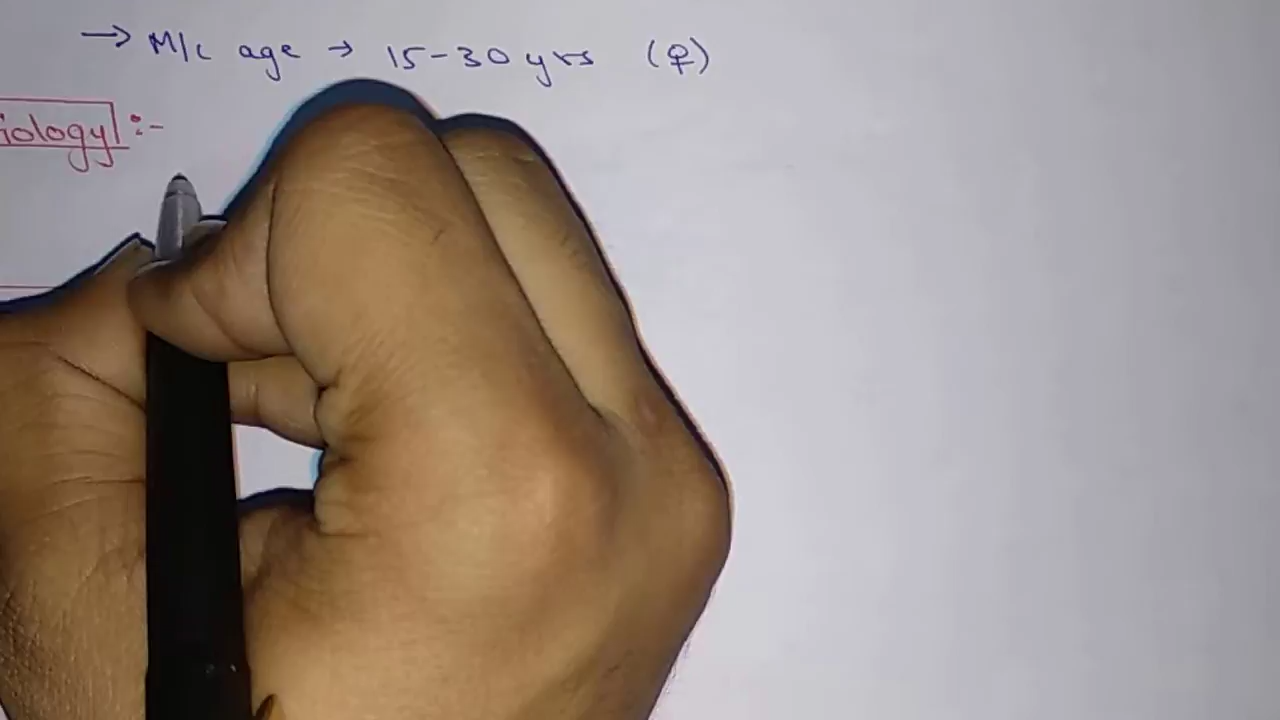 → M/c age → 15-30 yrs (♀)
iology :-